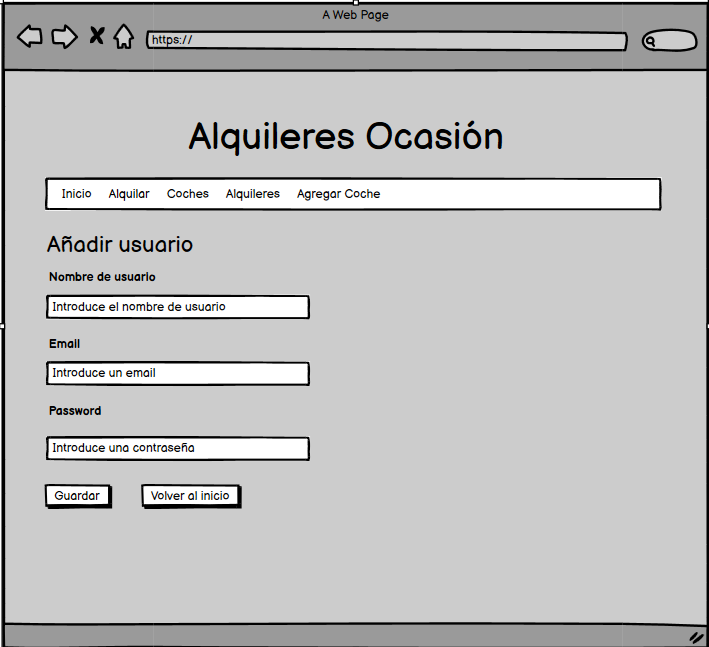 A Web Page
https://
Alquileres Ocasión
Inicio Alquilar Coches Alquileres Agregar Coche
Añadir usuario
Nombre de usuario
Introduce el nombre de usuario
Email
Introduce un email
Password
Introduce una contraseña
Guardar Volver al inicio